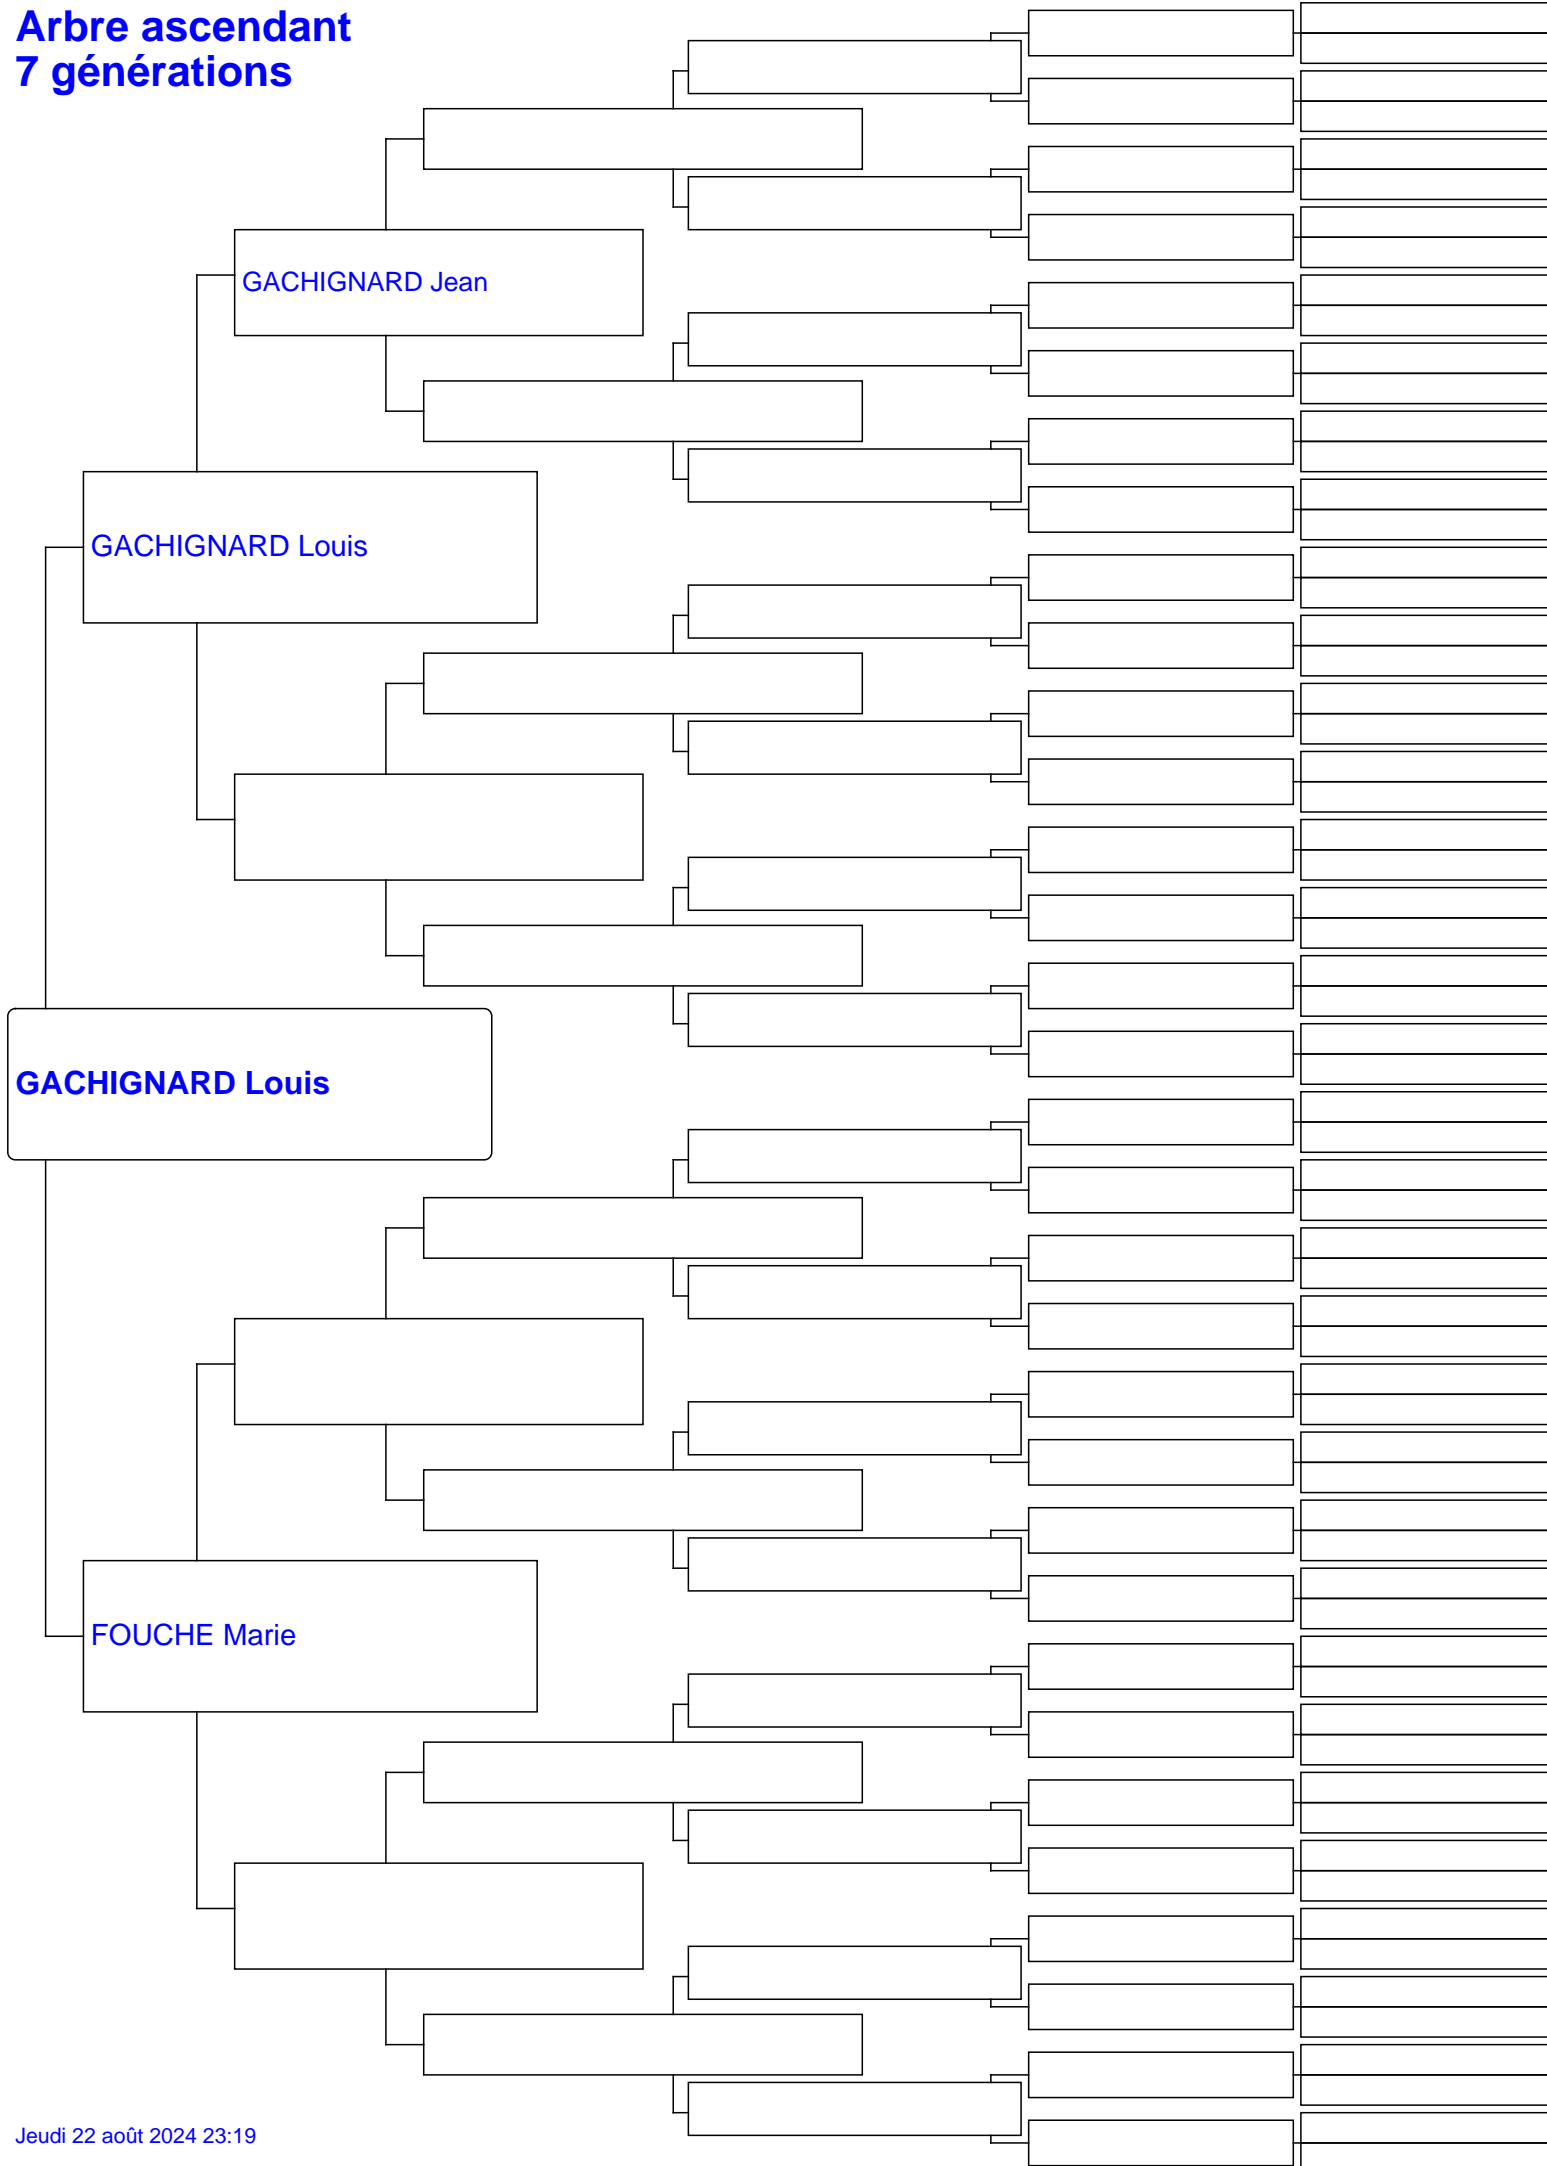 Arbre ascendant
7 générations
GACHIGNARD Jean
GACHIGNARD Louis
GACHIGNARD Louis
FOUCHE Marie
Jeudi 22 août 2024 23:19